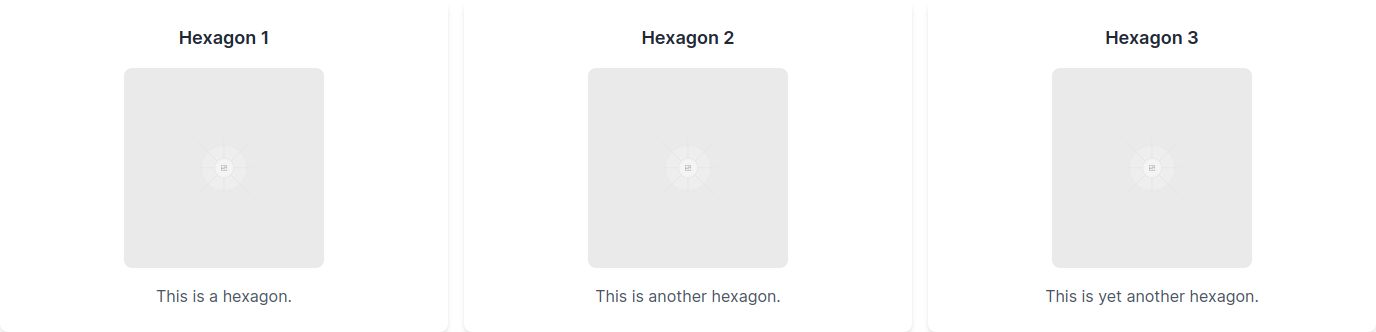 Hexagon 1
This is a hexagon.
Hexagon 2
This is another hexagon.
Hexagon 3
This is yet another hexagon.